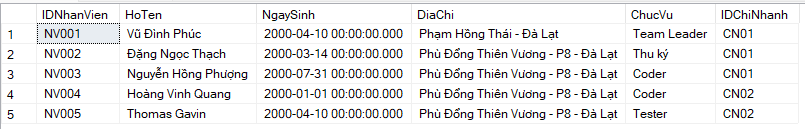 IDNhanVien HoTen NgaySinh DiaChi ChucVu IDChiNhanh
1 NV001 Vũ Đình Phúc 2000-04-10 00:00:00.000 Phạm Hồng Thái - Đà Lạt Team Leader CN01
2 NV002 Đặng Ngọc Thạch 2000-03-14 00:00:00.000 Phù Đổng Thiên Vương - P8 - Đà Lạt Thu ký CN01
3 NV003 Nguyễn Hồng Phượng 2000-07-31 00:00:00.000 Phù Đổng Thiên Vương - P8 - Đà Lạt Coder CN01
4 NV004 Hoàng Vinh Quang 2000-01-01 00:00:00.000 Phù Đổng Thiên Vương - P8 - Đà Lạt Coder CN02
5 NV005 Thomas Gavin 2000-04-10 00:00:00.000 Phù Đổng Thiên Vương - P8 - Đà Lạt Tester CN02